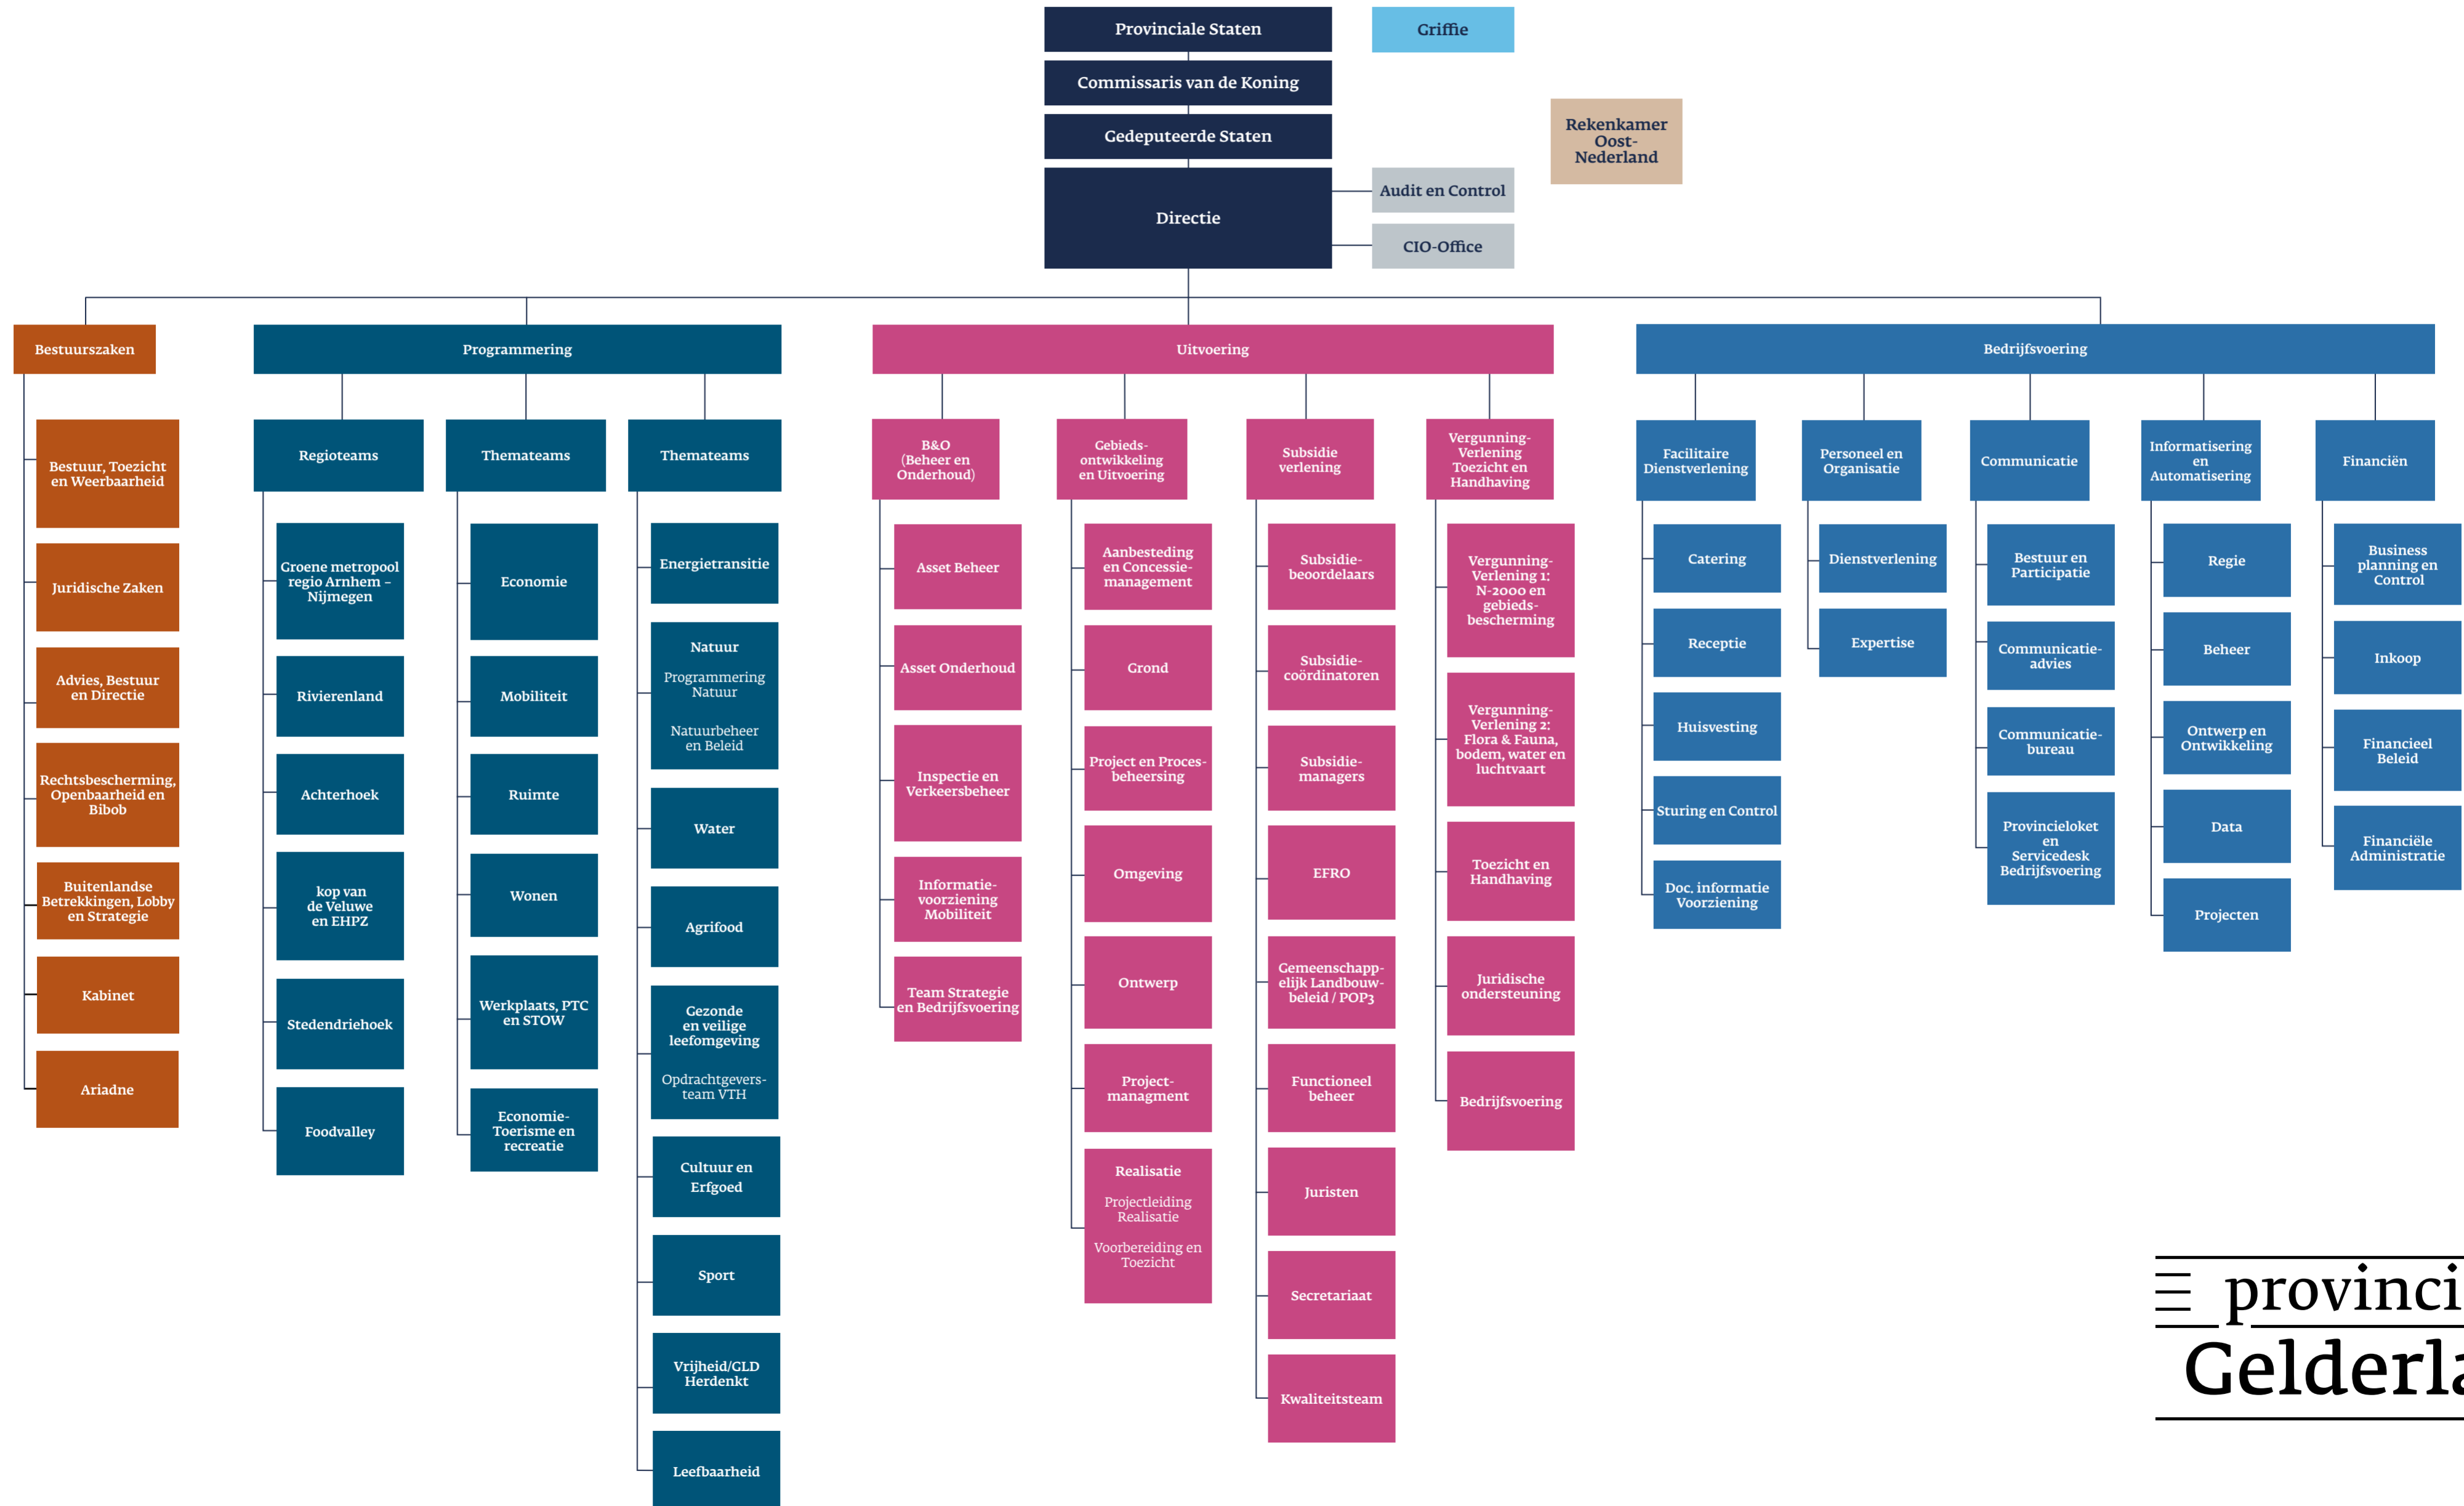 Provinciale Staten
Griffie
Commissaris van de Koning
Gedeputeerde Staten
Rekenkamer
Oost-
Nederland
Directie
Audit en Control
CIO-Office
Bestuurszaken
Bestuur, Toezicht
en Weerbaarheid
Juridische Zaken
Advies, Bestuur
en Directie
Rechtsbescherming,
Openbaarheid en
Bibob
Buitenlandse
Betrekkingen, Lobby
en Strategie
Kabinet
Ariadne
Programmering
Regioteams
Groene metropool
regio Arnhem –
Nijmegen
Rivierenland
Achterhoek
kop van
de Veluwe
en EHPZ
Stedendriehoek
Foodvalley
Themateams
Economie
Mobiliteit
Ruimte
Wonen
Werkplaats, PTC
en STOW
Economie-
Toerisme en
recreatie
Themateams
Energietransitie
Natuur
Programmering
Natuur
Natuurbeheer
en Beleid
Water
Agrifood
Gezonde
en veilige
leefomgeving
Opdrachtgevers-
team VTH
Cultuur en
Erfgoed
Sport
Vrijheid/GLD
Herdenkt
Leefbaarheid
Uitvoering
B&O
(Beheer en
Onderhoud)
Asset Beheer
Asset Onderhoud
Inspectie en
Verkeersbeheer
Informatie-
voorziening
Mobiliteit
Team Strategie
en Bedrijfsvoering
Gebieds-
ontwikkeling
en Uitvoering
Aanbesteding
en Concessie-
management
Grond
Project en Proces-
beheersing
Omgeving
Ontwerp
Project-
managment
Realisatie
Projectleiding
Realisatie
Voorbereiding en
Toezicht
Subsidie
verlening
Subsidie-
beoordelaars
Subsidie-
coördinatoren
Subsidie-
managers
EFRO
Gemeenschapp-
elijk Landbouw-
beleid / POP3
Functioneel
beheer
Juristen
Secretariaat
Kwaliteitsteam
Vergunning-
Verlening
Toezicht en
Handhaving
Vergunning-
Verlening 1:
N-2000 en
gebieds-
bescherming
Vergunning-
Verlening 2:
Flora & Fauna,
bodem, water en
luchtvaart
Toezicht en
Handhaving
Juridische
ondersteuning
Bedrijfsvoering
Bedrijfsvoering
Facilitaire
Dienstverlening
Catering
Receptie
Huisvesting
Sturing en Control
Doc. informatie
Voorziening
Personeel en
Organisatie
Dienstverlening
Expertise
Communicatie
Bestuur en
Participatie
Communicatie-
advies
Communicatie-
bureau
Provincieloket
en
Servicedesk
Bedrijfsvoering
Informatisering
en
Automatisering
Regie
Beheer
Ontwerp en
Ontwikkeling
Data
Projecten
Financiën
Business
planning en
Control
Inkoop
Financieel
Beleid
Financiële
Administratie
provinci
Gelderla